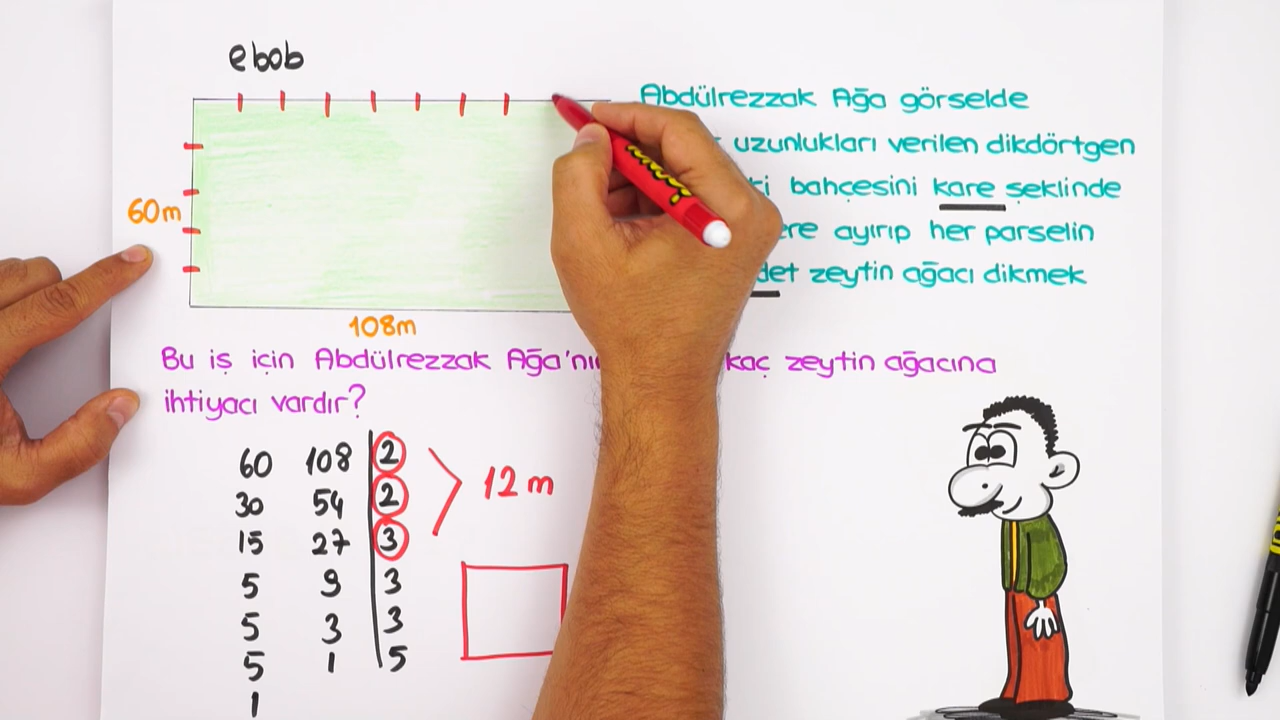 ebob
Abdülrezzak Ağa görselde
uzunlukları verilen dikdörtgen
bahçesini kare şeklinde
ayırıp her parselin
zeytin ağacı dikmek
60m
108m
Bu iş için Abdülrezzak Ağa'nı kaç zeytin ağacına
ihtiyacı vardır?
60 108 2
30 54 2
15 27 3
5 9 3
5 3 3
5 1 5
1
12 m